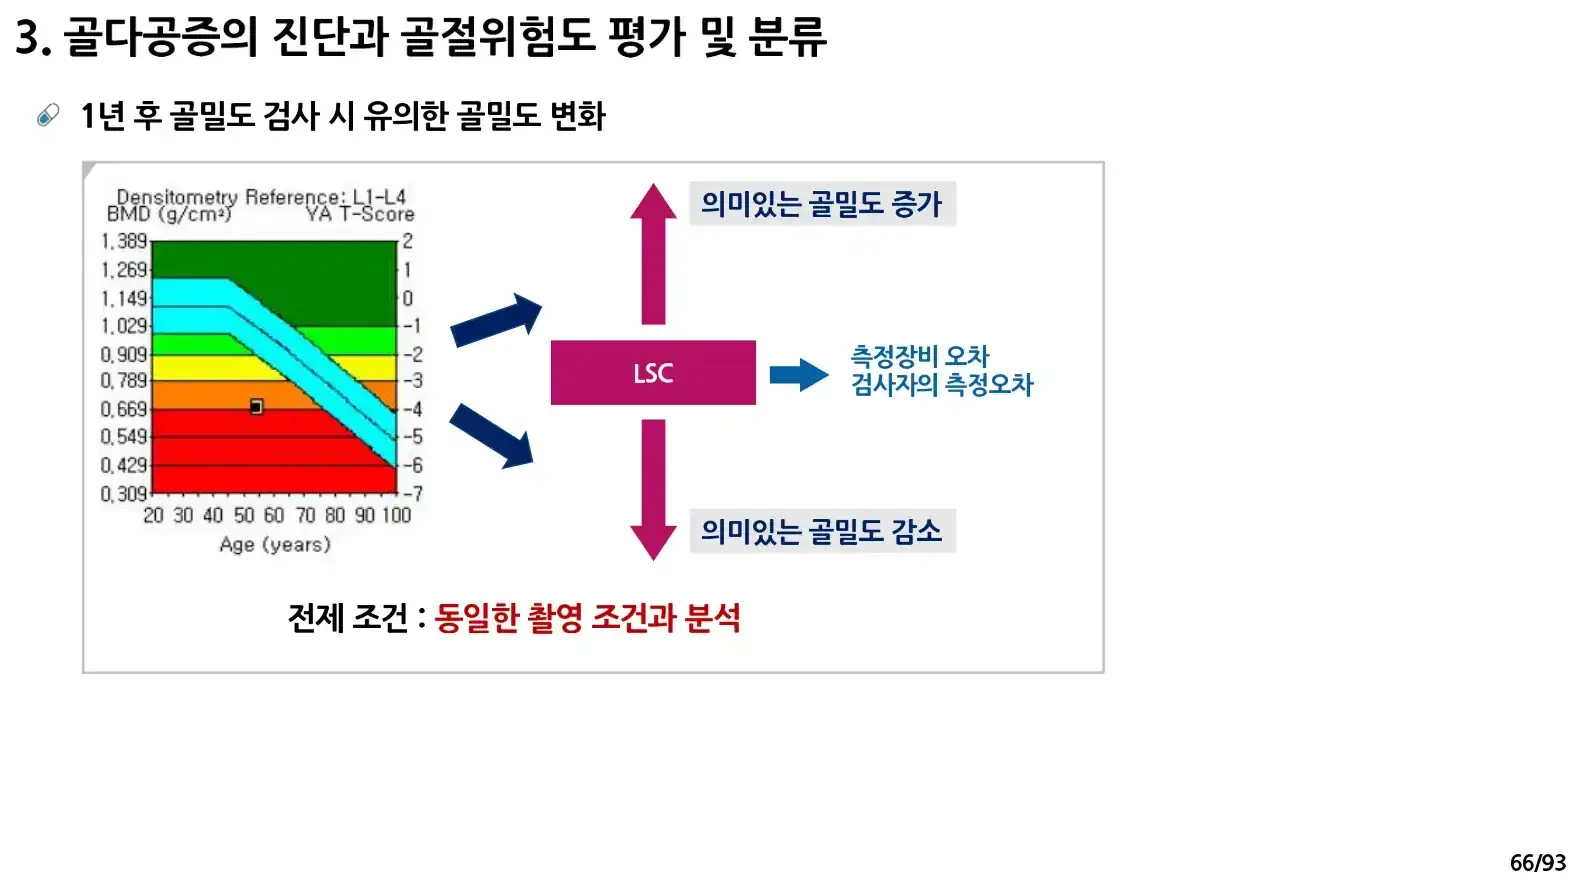 3. 골다공증의 진단과 골절위험도 평가 및 분류
1년 후 골밀도 검사 시 유의한 골밀도 변화
Densitometry Reference: L1-L4
BMD (g/cm²) YA T-Score
1,389 2
1,269 1
1,149 0
1,029 -1
0,909 -2
0,789 -3
0,669 -4
0,549 -5
0,429 -6
0,309 -7
20 30 40 50 60 70 80 90 100
Age (years)
의미있는 골밀도 증가
LSC
측정장비 오차
검사자의 측정오차
의미있는 골밀도 감소
전제 조건 : 동일한 촬영 조건과 분석
66/93